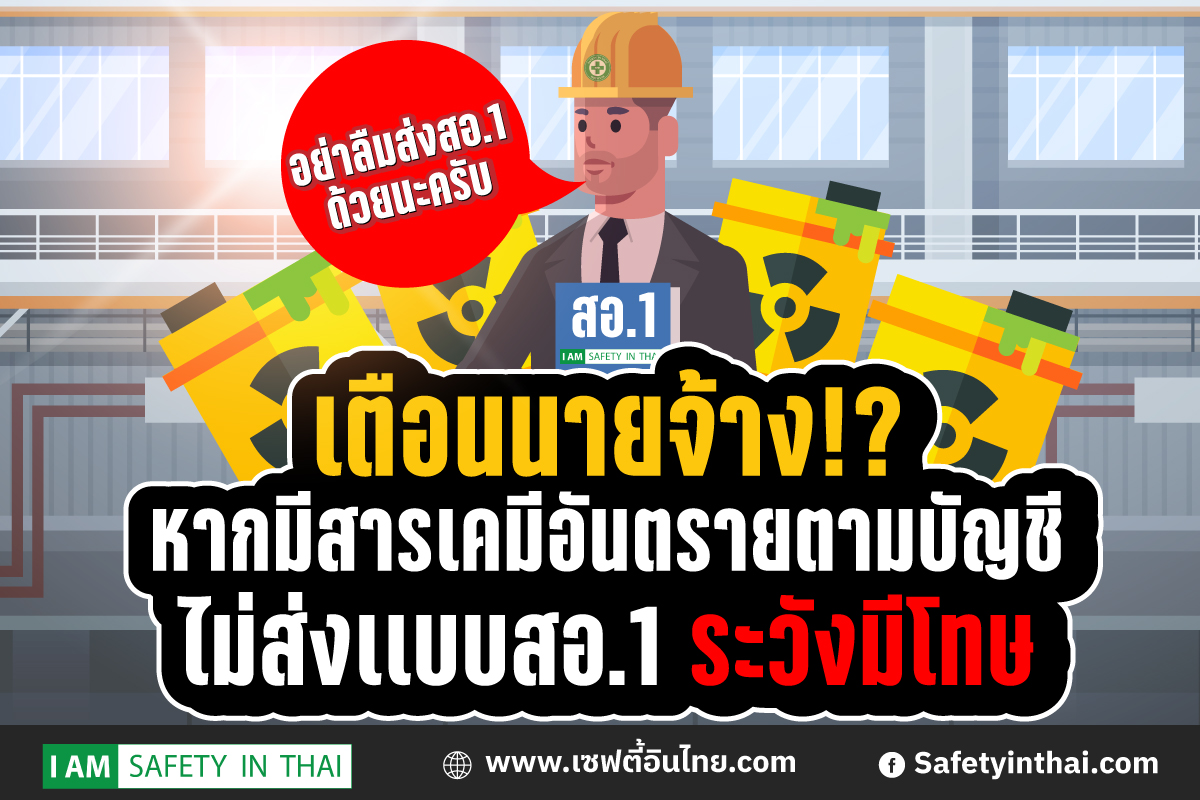 อย่าลืมส่งสอ.1
ด้วยนะครับ
สอ.1
I AM SAFETY IN THA
เตือนนายจ้าง!?
หากมีสารเคมีอันตรายตามบัญชี
ไม่ส่งแบบสอ.1 ระวังมีโทษ
I AM SAFETY IN THAI
www.เซฟตี้อินไทย.com
Safetyinthai.com